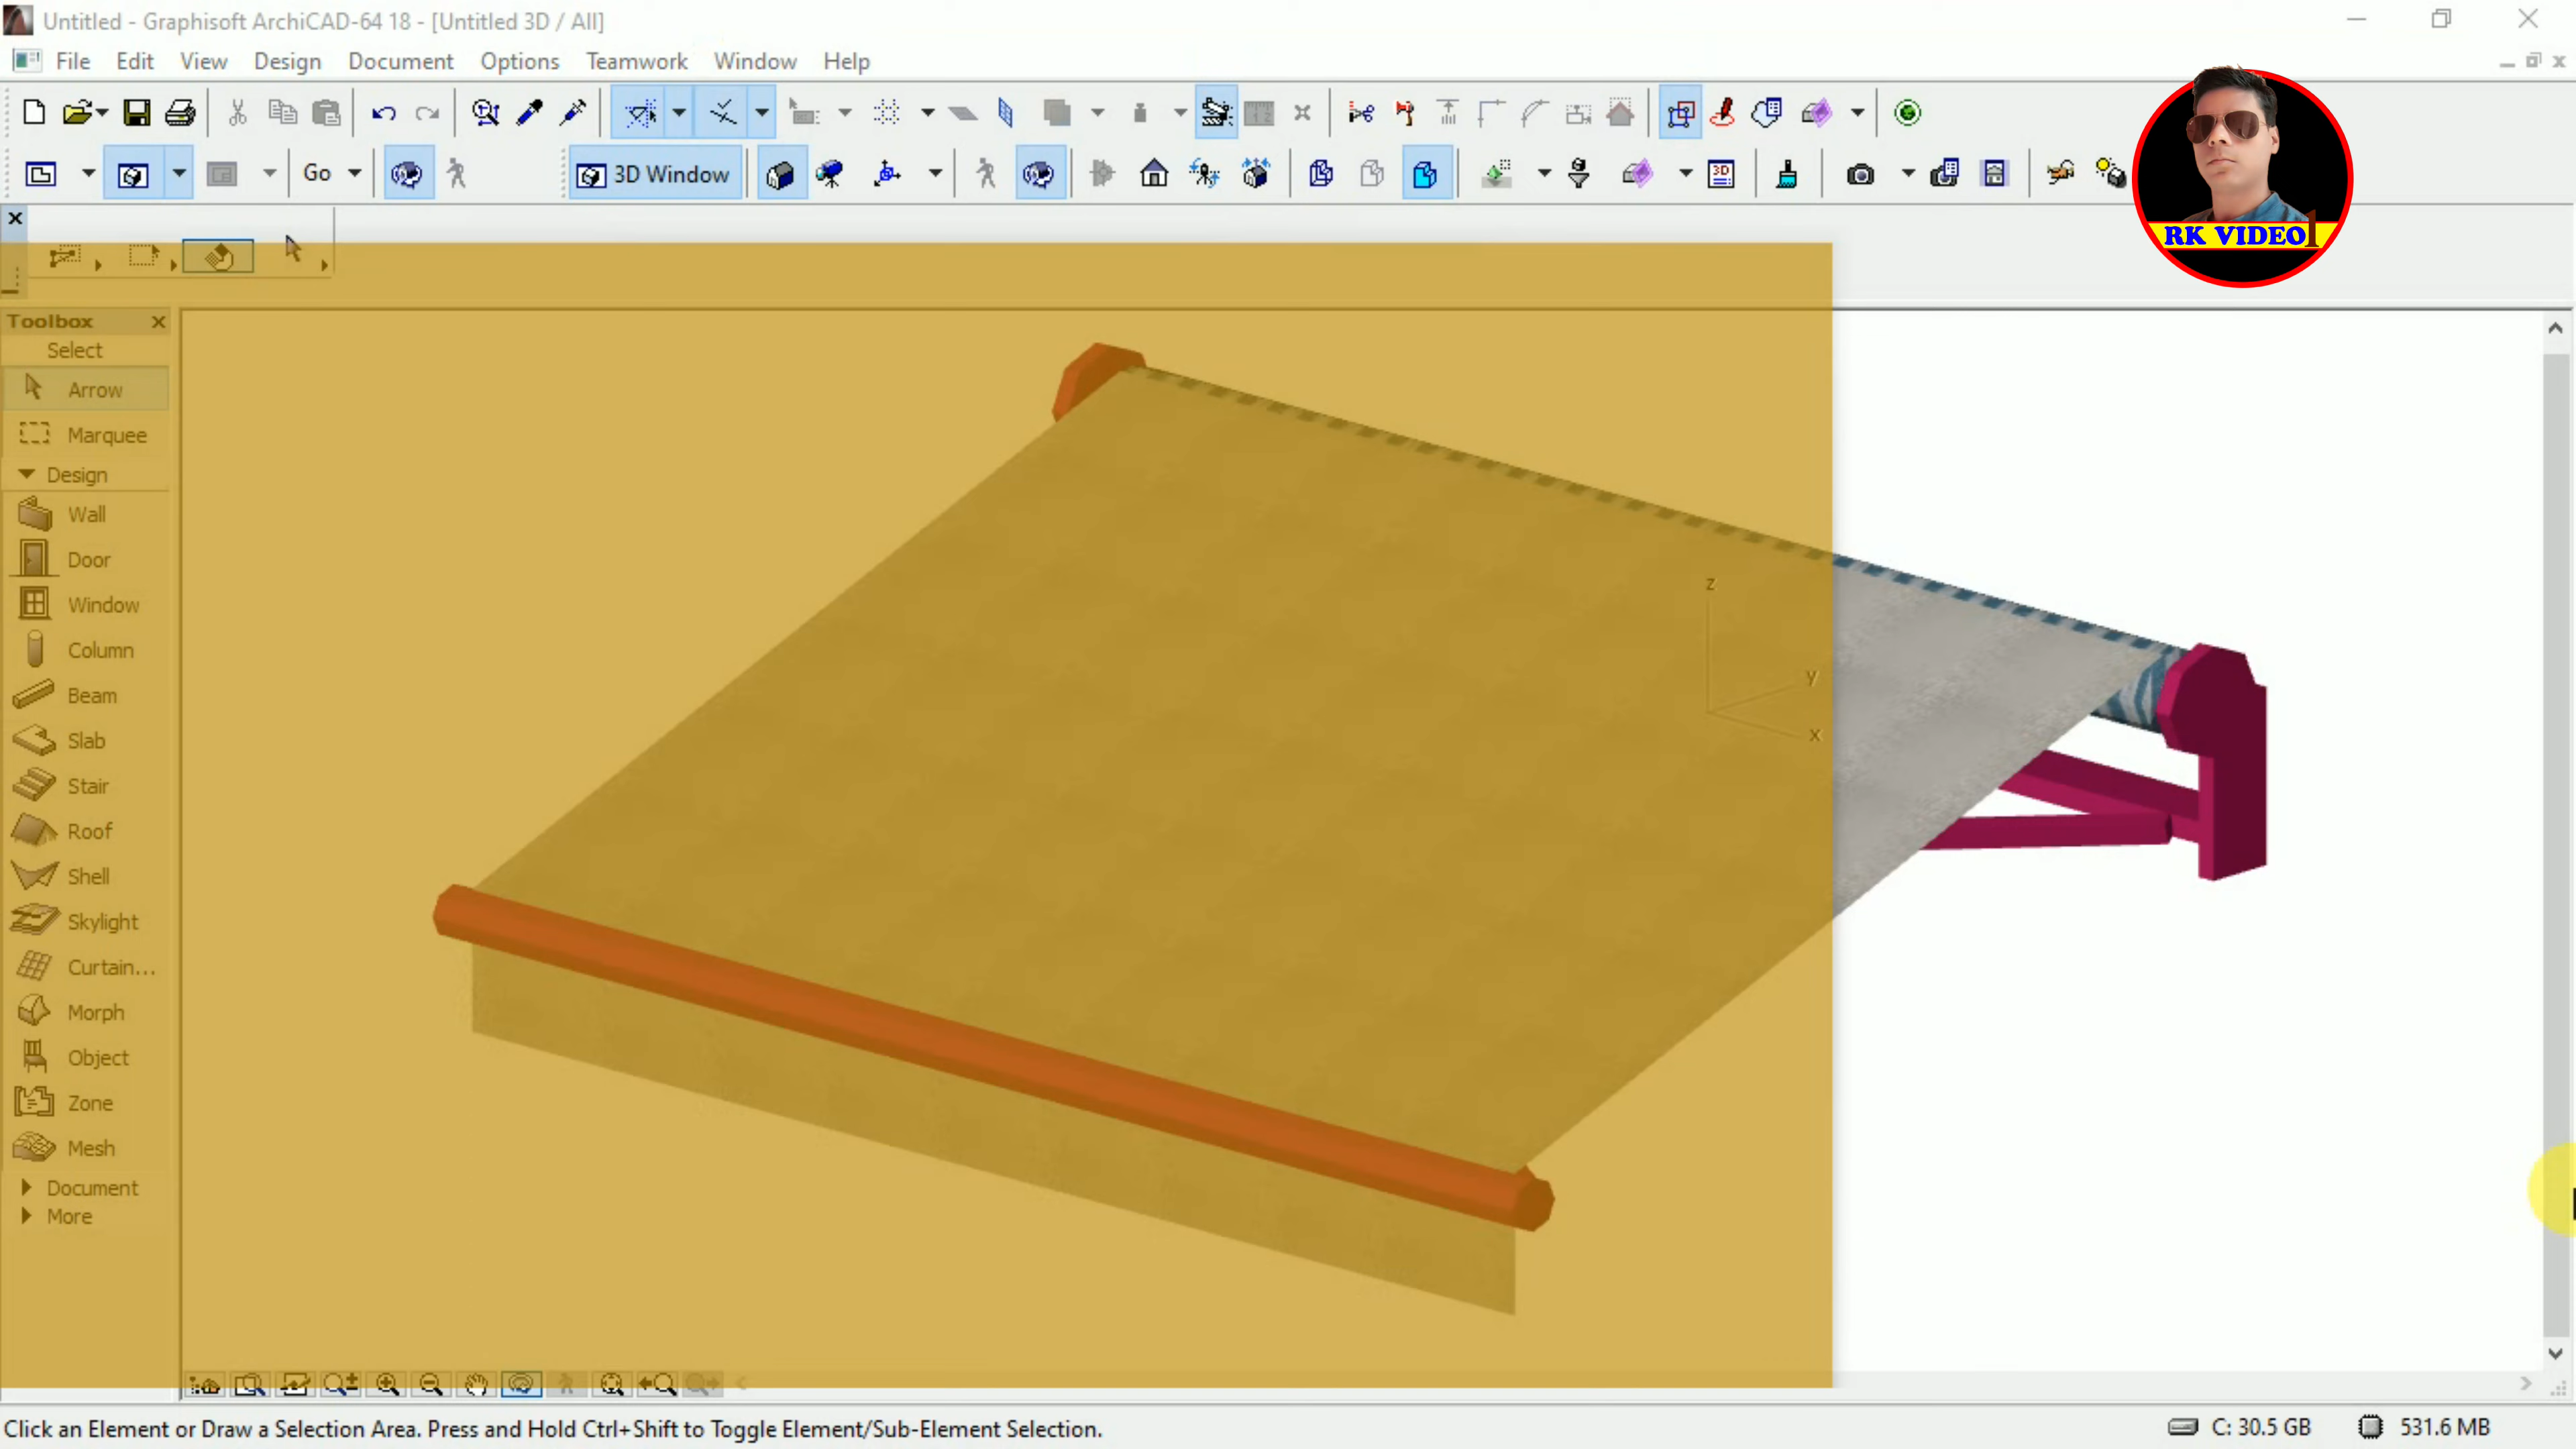 Untitled - Graphisoft ArchiCAD-64 18 - [Untitled 3D / All]
File Edit View Design Document Options Teamwork Window Help
Go 3D Window 3D
RK VIDEO1
Toolbox
Select
Arrow
Marquee
Design
Wall
Door
Window
Column
Beam
Slab
Stair
Roof
Shell
Skylight
Curtain...
Morph
Object
Zone
Mesh
Document
More
z
y
x
Click an Element or Draw a Selection Area. Press and Hold Ctrl+Shift to Toggle Element/Sub-Element Selection.
C: 30.5 GB 531.6 MB